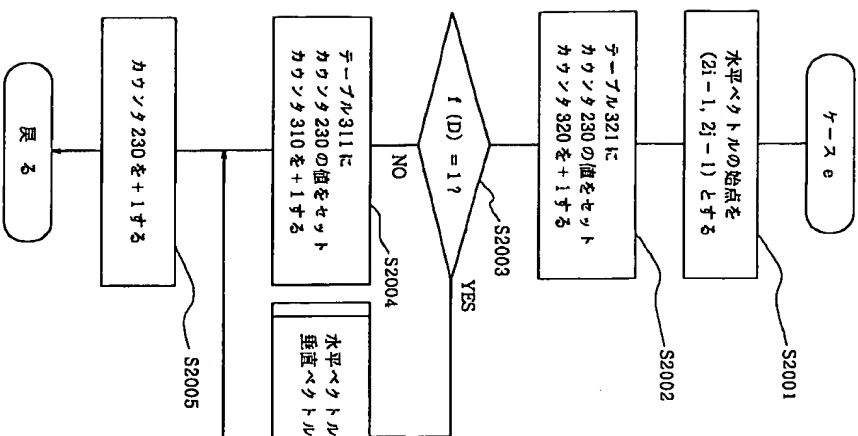 ケース e
水平ベクトルの始点を
(2i-1, 2j-1) とする
S2001
テーブル321に
カウンタ230の値をセット
カウンタ320を+1する
S2002
f (D) = 1?
S2003
NO
YES
テーブル311に
カウンタ230の値をセット
カウンタ310を+1する
S2004
水平ベクトル
垂直ベクトル
カウンタ230を+1する
S2005
戻る